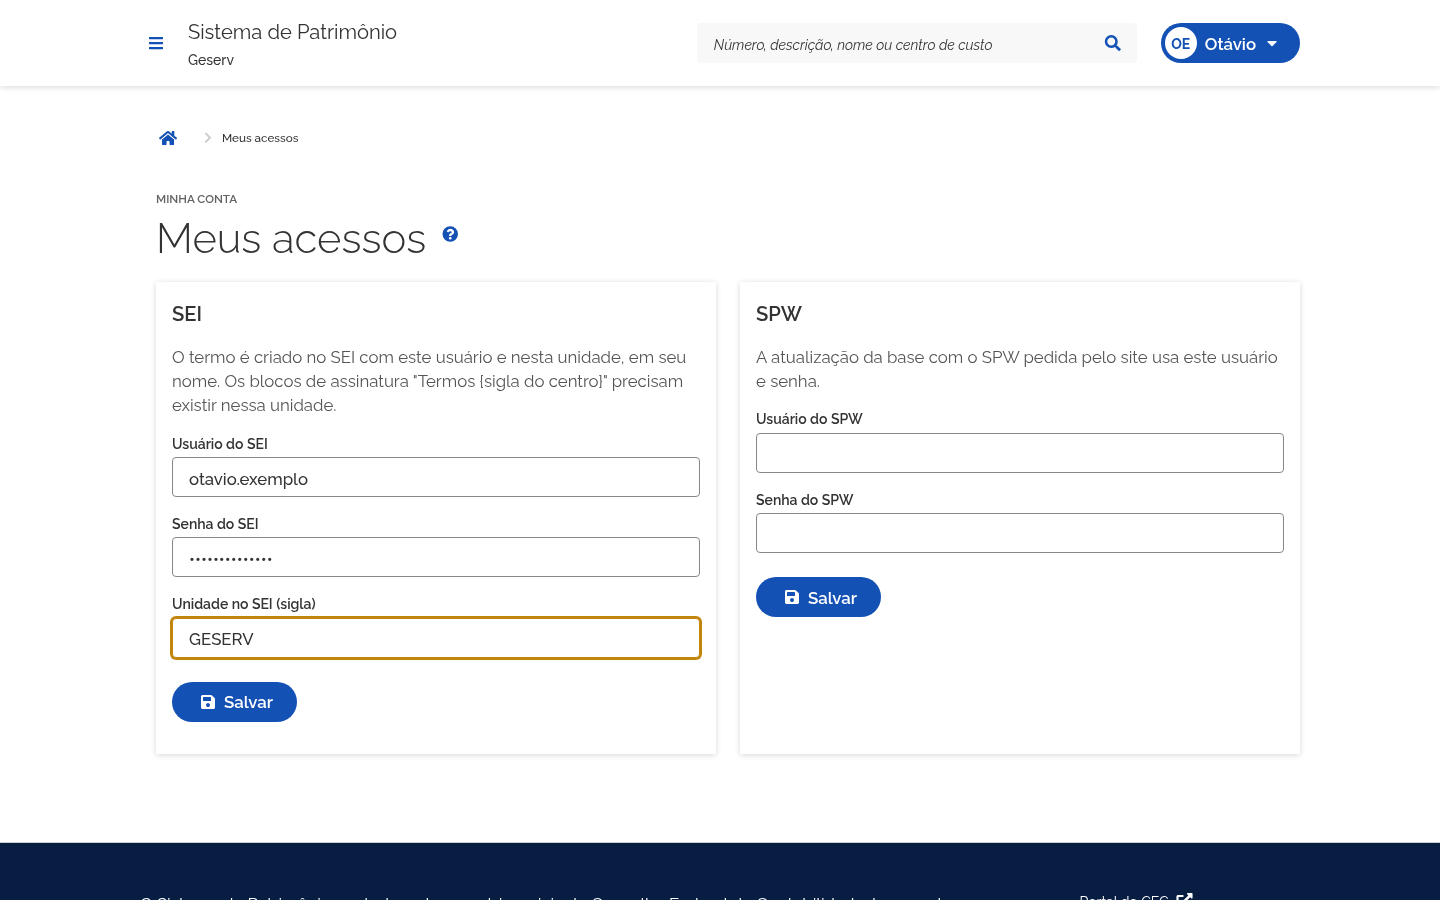 Sistema de Patrimônio
Geserv
Número, descrição, nome ou centro de custo
OE Otávio
Meus acessos
MINHA CONTA
Meus acessos
SEI
O termo é criado no SEI com este usuário e nesta unidade, em seu
nome. Os blocos de assinatura "Termos {sigla do centro}" precisam
existir nessa unidade.
Usuário do SEI
otavio.exemplo
Senha do SEI
••••••••••••••
Unidade no SEI (sigla)
GESERV
Salvar
SPW
A atualização da base com o SPW pedida pelo site usa este usuário
e senha.
Usuário do SPW
Senha do SPW
Salvar